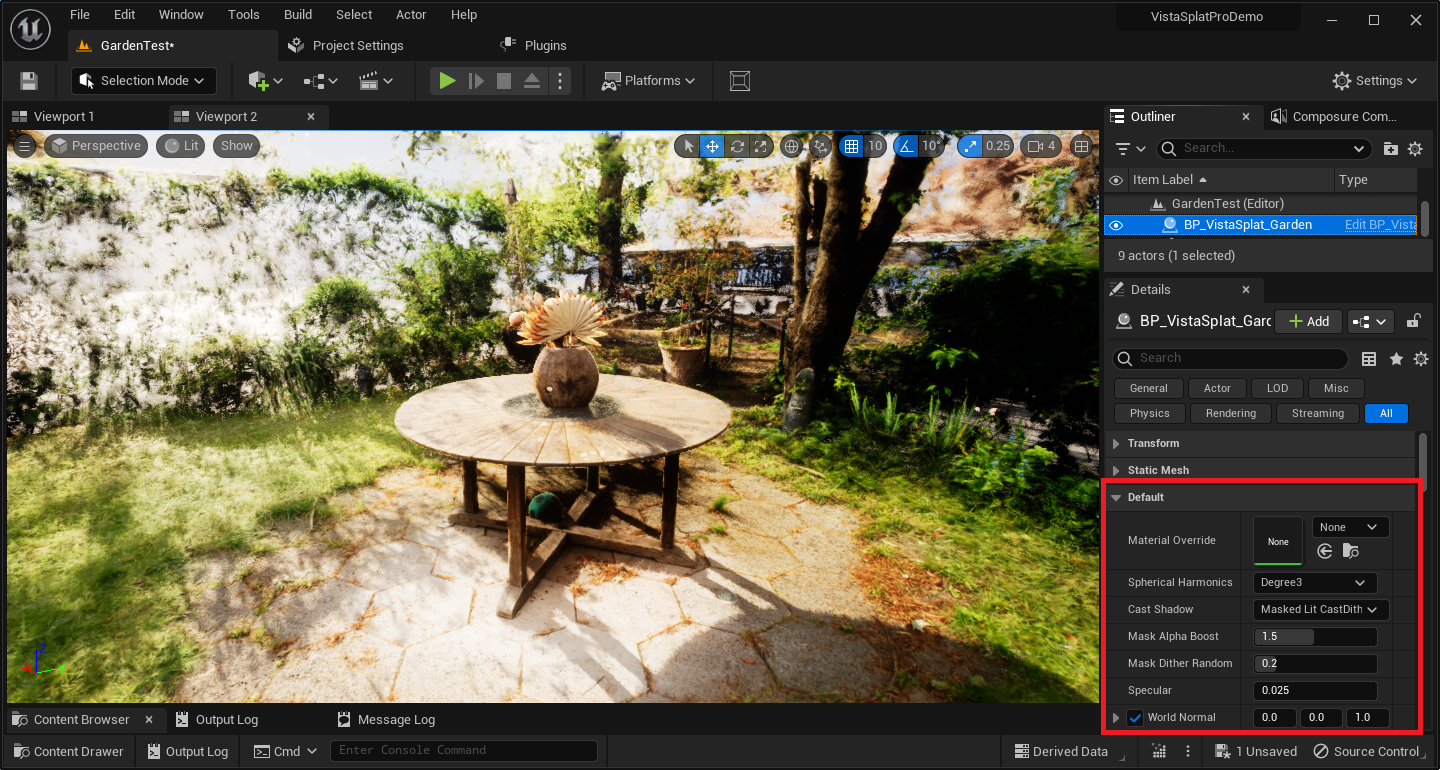 File Edit Window Tools Build Select Actor Help
VistaSplatProDemo
GardenTest* Project Settings Plugins
Selection Mode Platforms Settings
Viewport 1 Viewport 2
Outliner Composure Com...
Perspective Lit Show 10 10° 0.25 4
Search...
Item Label Type
GardenTest (Editor)
BP_VistaSplat_Garden Edit BP_Vista
9 actors (1 selected)
Details
BP_VistaSplat_Gard Add
Search
General Actor LOD Misc
Physics Rendering Streaming All
Transform
Static Mesh
Default
Material Override None None
Spherical Harmonics Degree3
Cast Shadow Masked Lit CastDith
Mask Alpha Boost 1.5
Mask Dither Random 0.2
Specular 0.025
World Normal 0.0 0.0 1.0
Z
X Y
Content Browser Output Log Message Log
Content Drawer Output Log Cmd Enter Console Command Derived Data 1 Unsaved Source Control